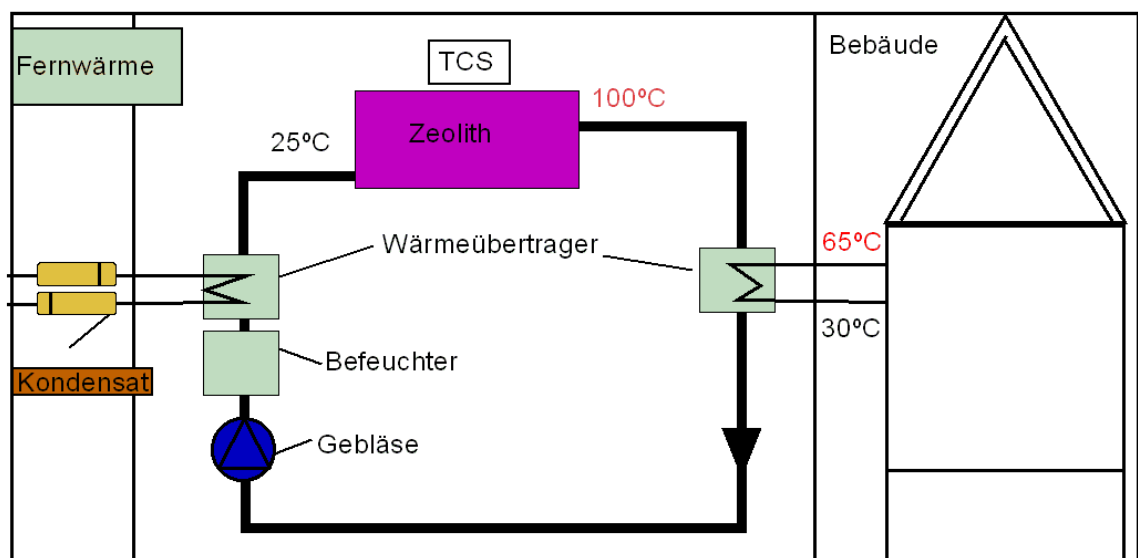 Fernwärme
TCS
Bebäude
100ºC
Zeolith
25ºC
Wärmeübertrager
65ºC
30ºC
Befeuchter
Kondensat
Gebläse